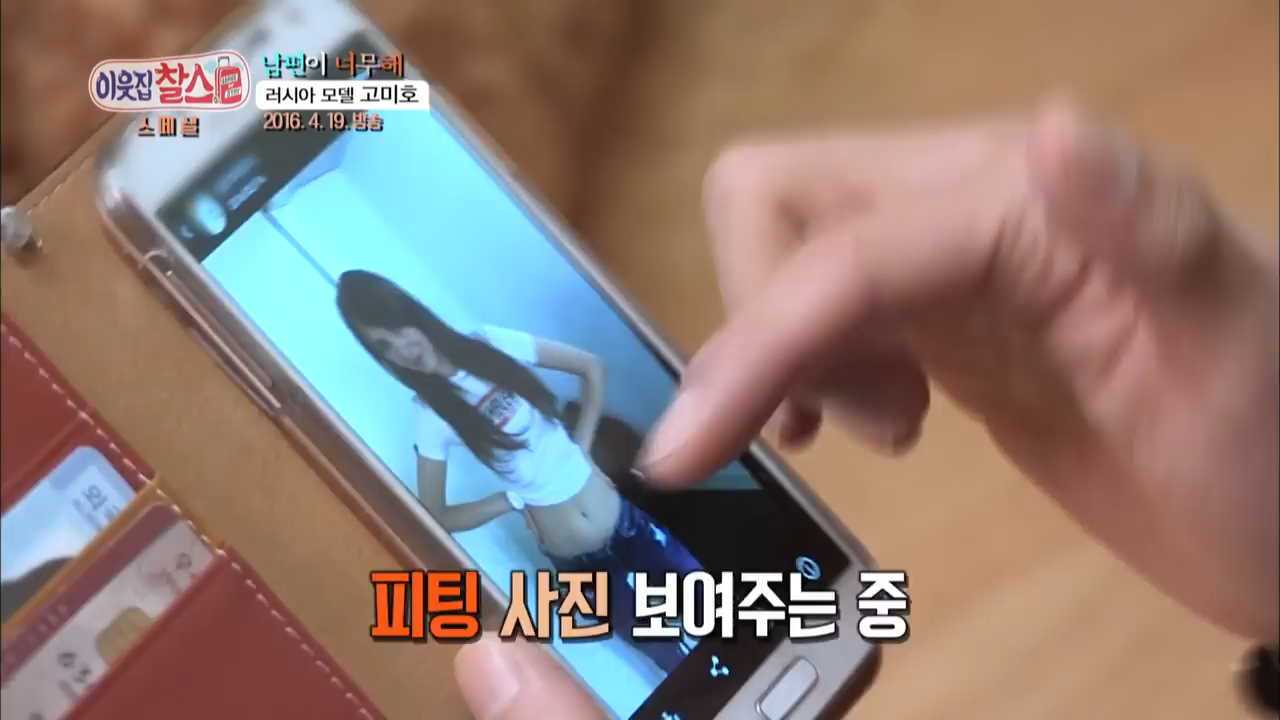 이웃집 찰스
스페셜
남편이 너무해
러시아 모델 고미호
2016. 4. 19. 방송
피팅 사진 보여주는 중